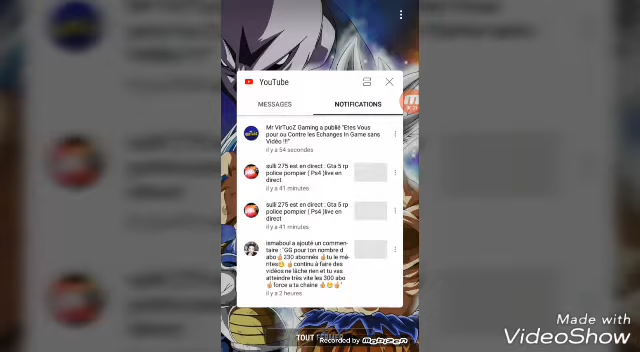 YouTube
MESSAGES
NOTIFICATIONS
Mr VirTuoZ Gaming a publié "Etes Vous
pour ou Contre les Echanges In Game sans
Vidéo !!!"
il y a 54 secondes
sulli 275 est en direct : Gta 5 rp
police pompier ( Ps4 )live en
direct
il y a 41 minutes
sulli 275 est en direct : Gta 5 rp
police pompier ( Ps4 )live en
direct
il y a 41 minutes
ismaboul a ajouté un commen-
taire : "GG pour ton nombre d
abo☝230 abonnés ☝tu le mé-
rites😏 ☝continu à faire des
vidéos ne lâche rien et tu vas
atteindre très vite les 300 abo
☝force a ta chaîne ☝😏☝"
il y a 2 heures
TOUT
Recorded by Mobizen
Made with
VideoShow